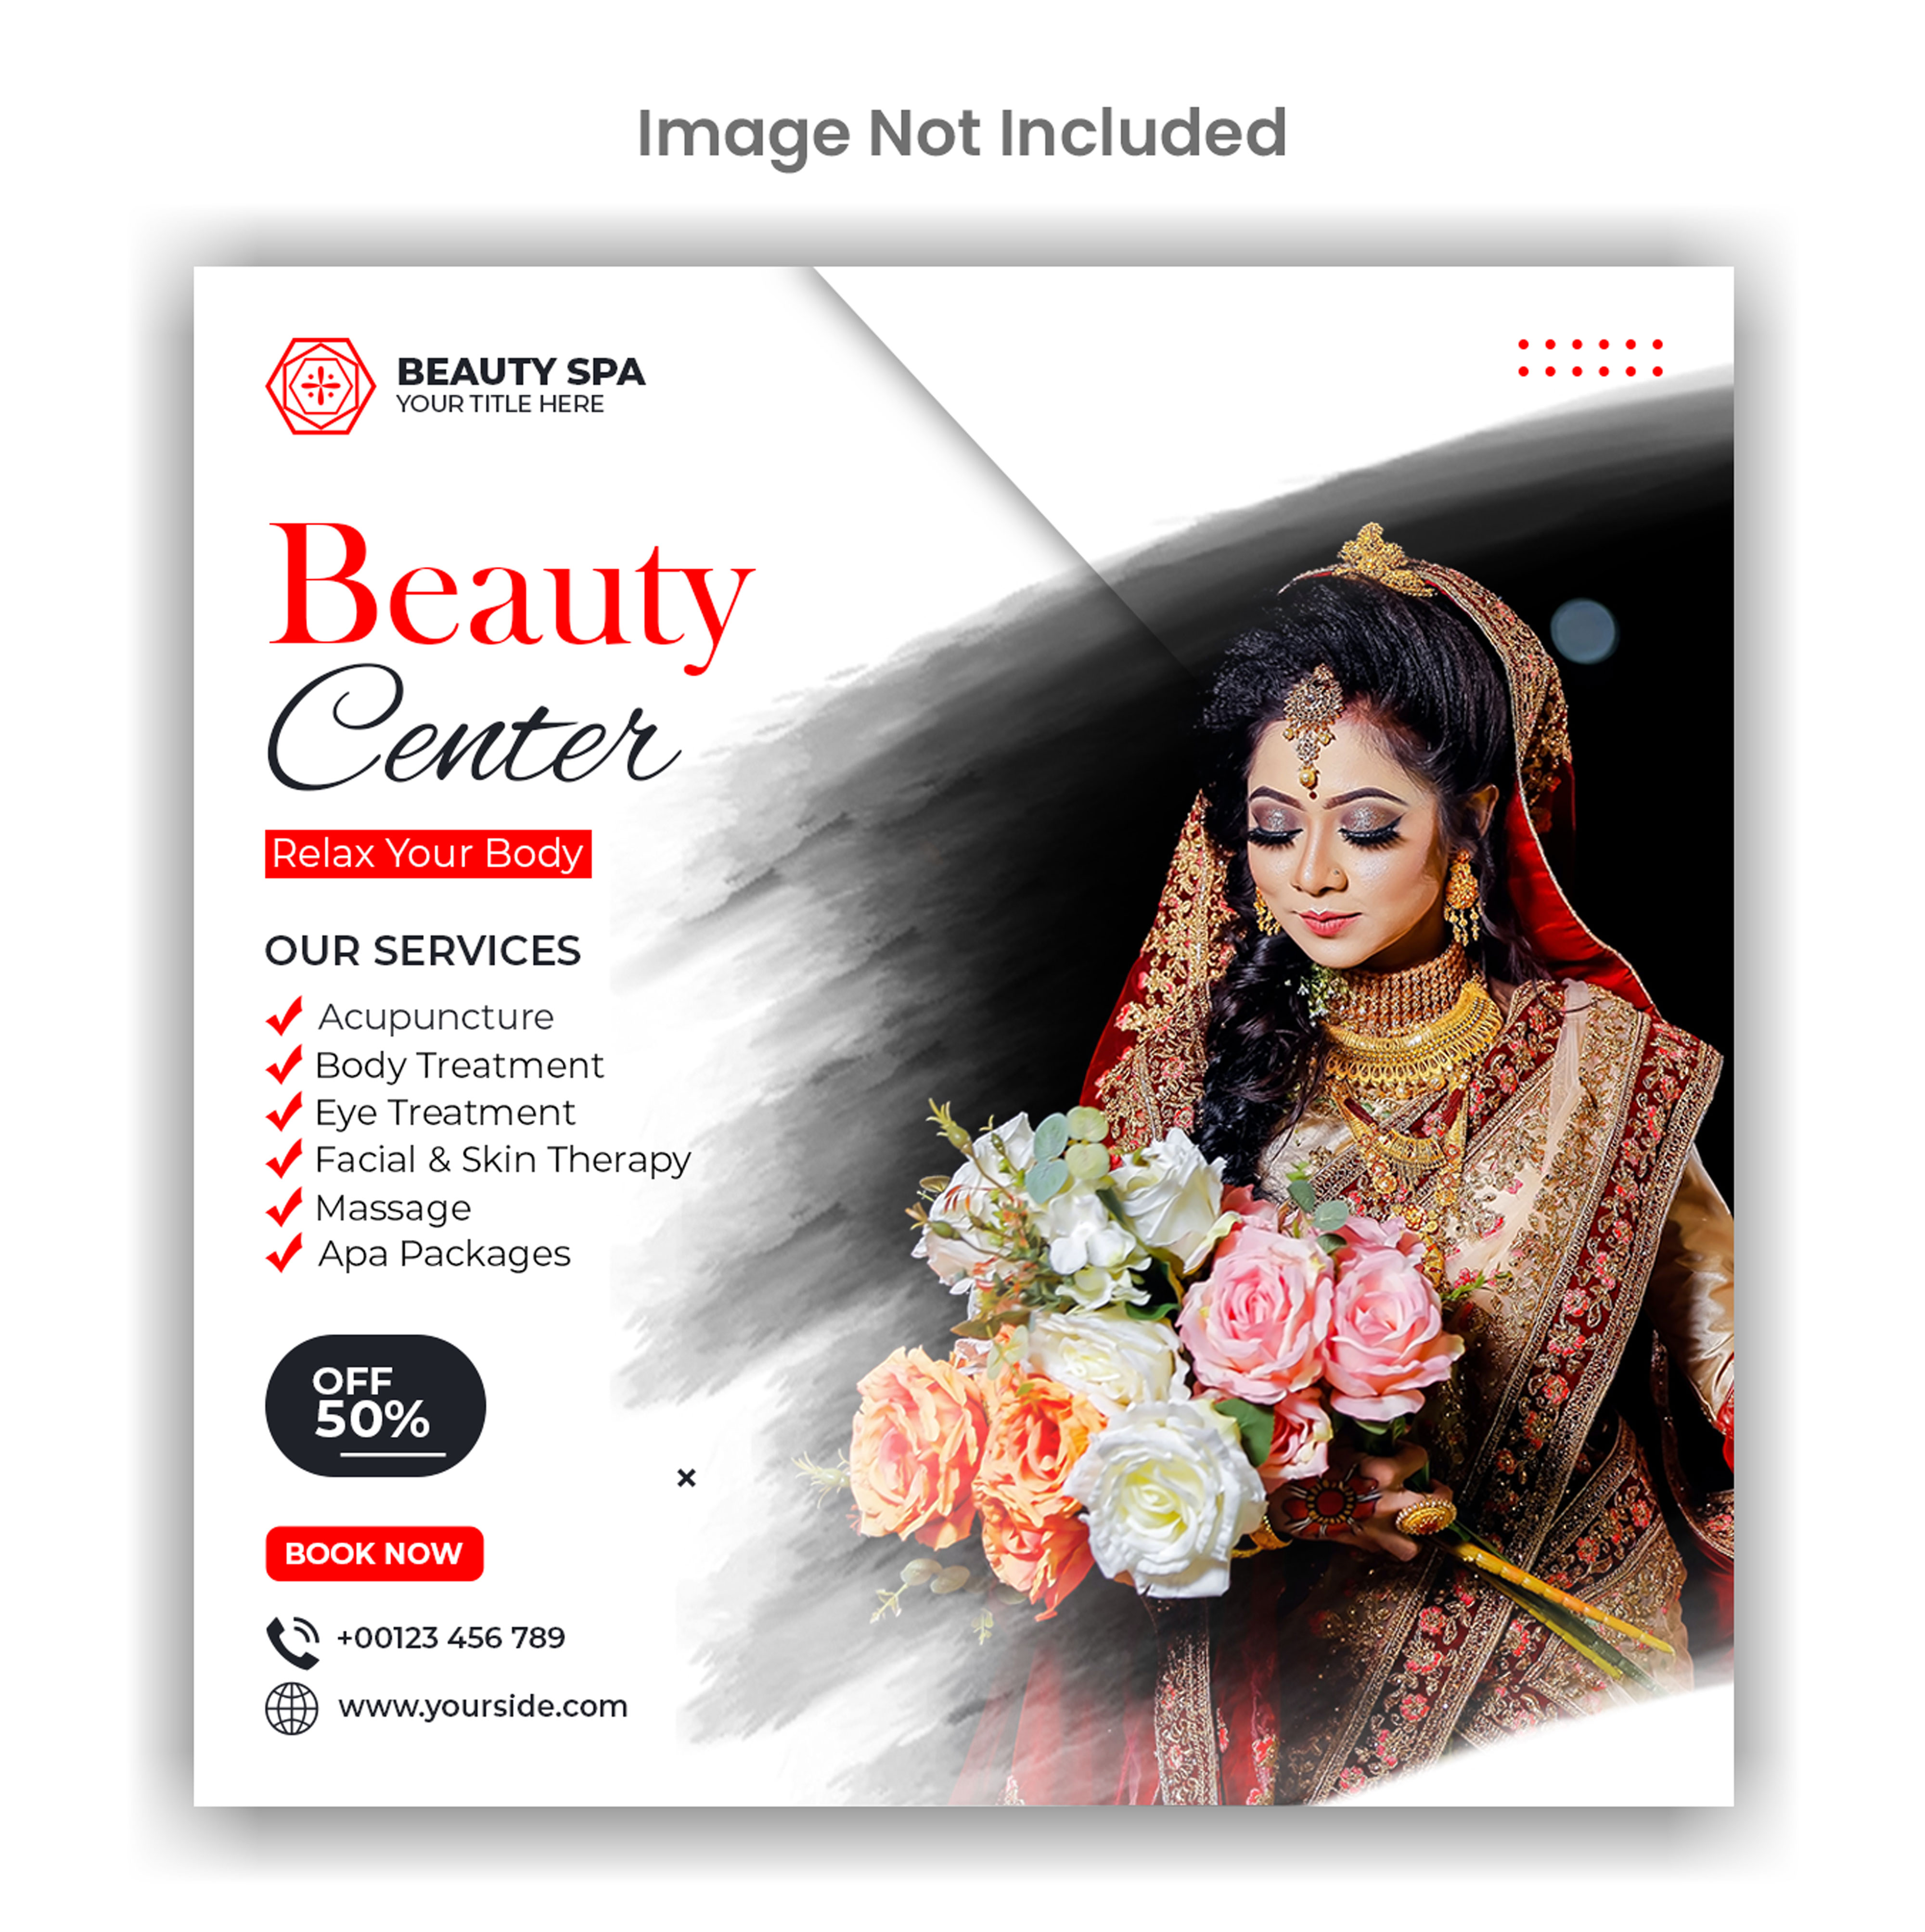 Image Not Included
BEAUTY SPA
YOUR TITLE HERE
Beauty
Center
Relax Your Body
OUR SERVICES
Acupuncture
Body Treatment
Eye Treatment
Facial & Skin Therapy
Massage
Apa Packages
OFF
50%
BOOK NOW
+00123 456 789
www.yourside.com